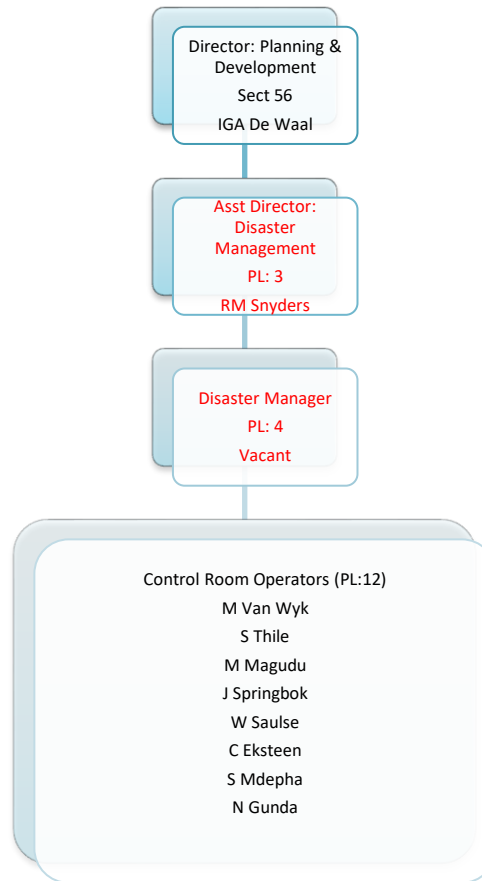 Director: Planning &
Development
Sect 56
IGA De Waal
Asst Director:
Disaster
Management
PL: 3
RM Snyders
Disaster Manager
PL: 4
Vacant
Control Room Operators (PL:12)
M Van Wyk
S Thile
M Magudu
J Springbok
W Saulse
C Eksteen
S Mdepha
N Gunda